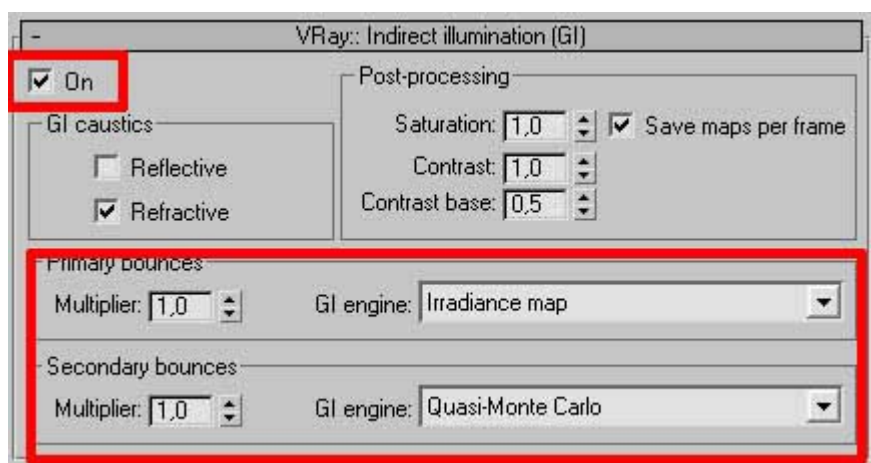 - VRay:: Indirect illumination (GI)
On
Post-processing
GI caustics
Saturation: 1,0 Save maps per frame
Reflective
Contrast: 1,0
Refractive
Contrast base: 0,5
Primary bounces
Multiplier: 1,0 GI engine: Irradiance map
Secondary bounces
Multiplier: 1,0 GI engine: Quasi-Monte Carlo